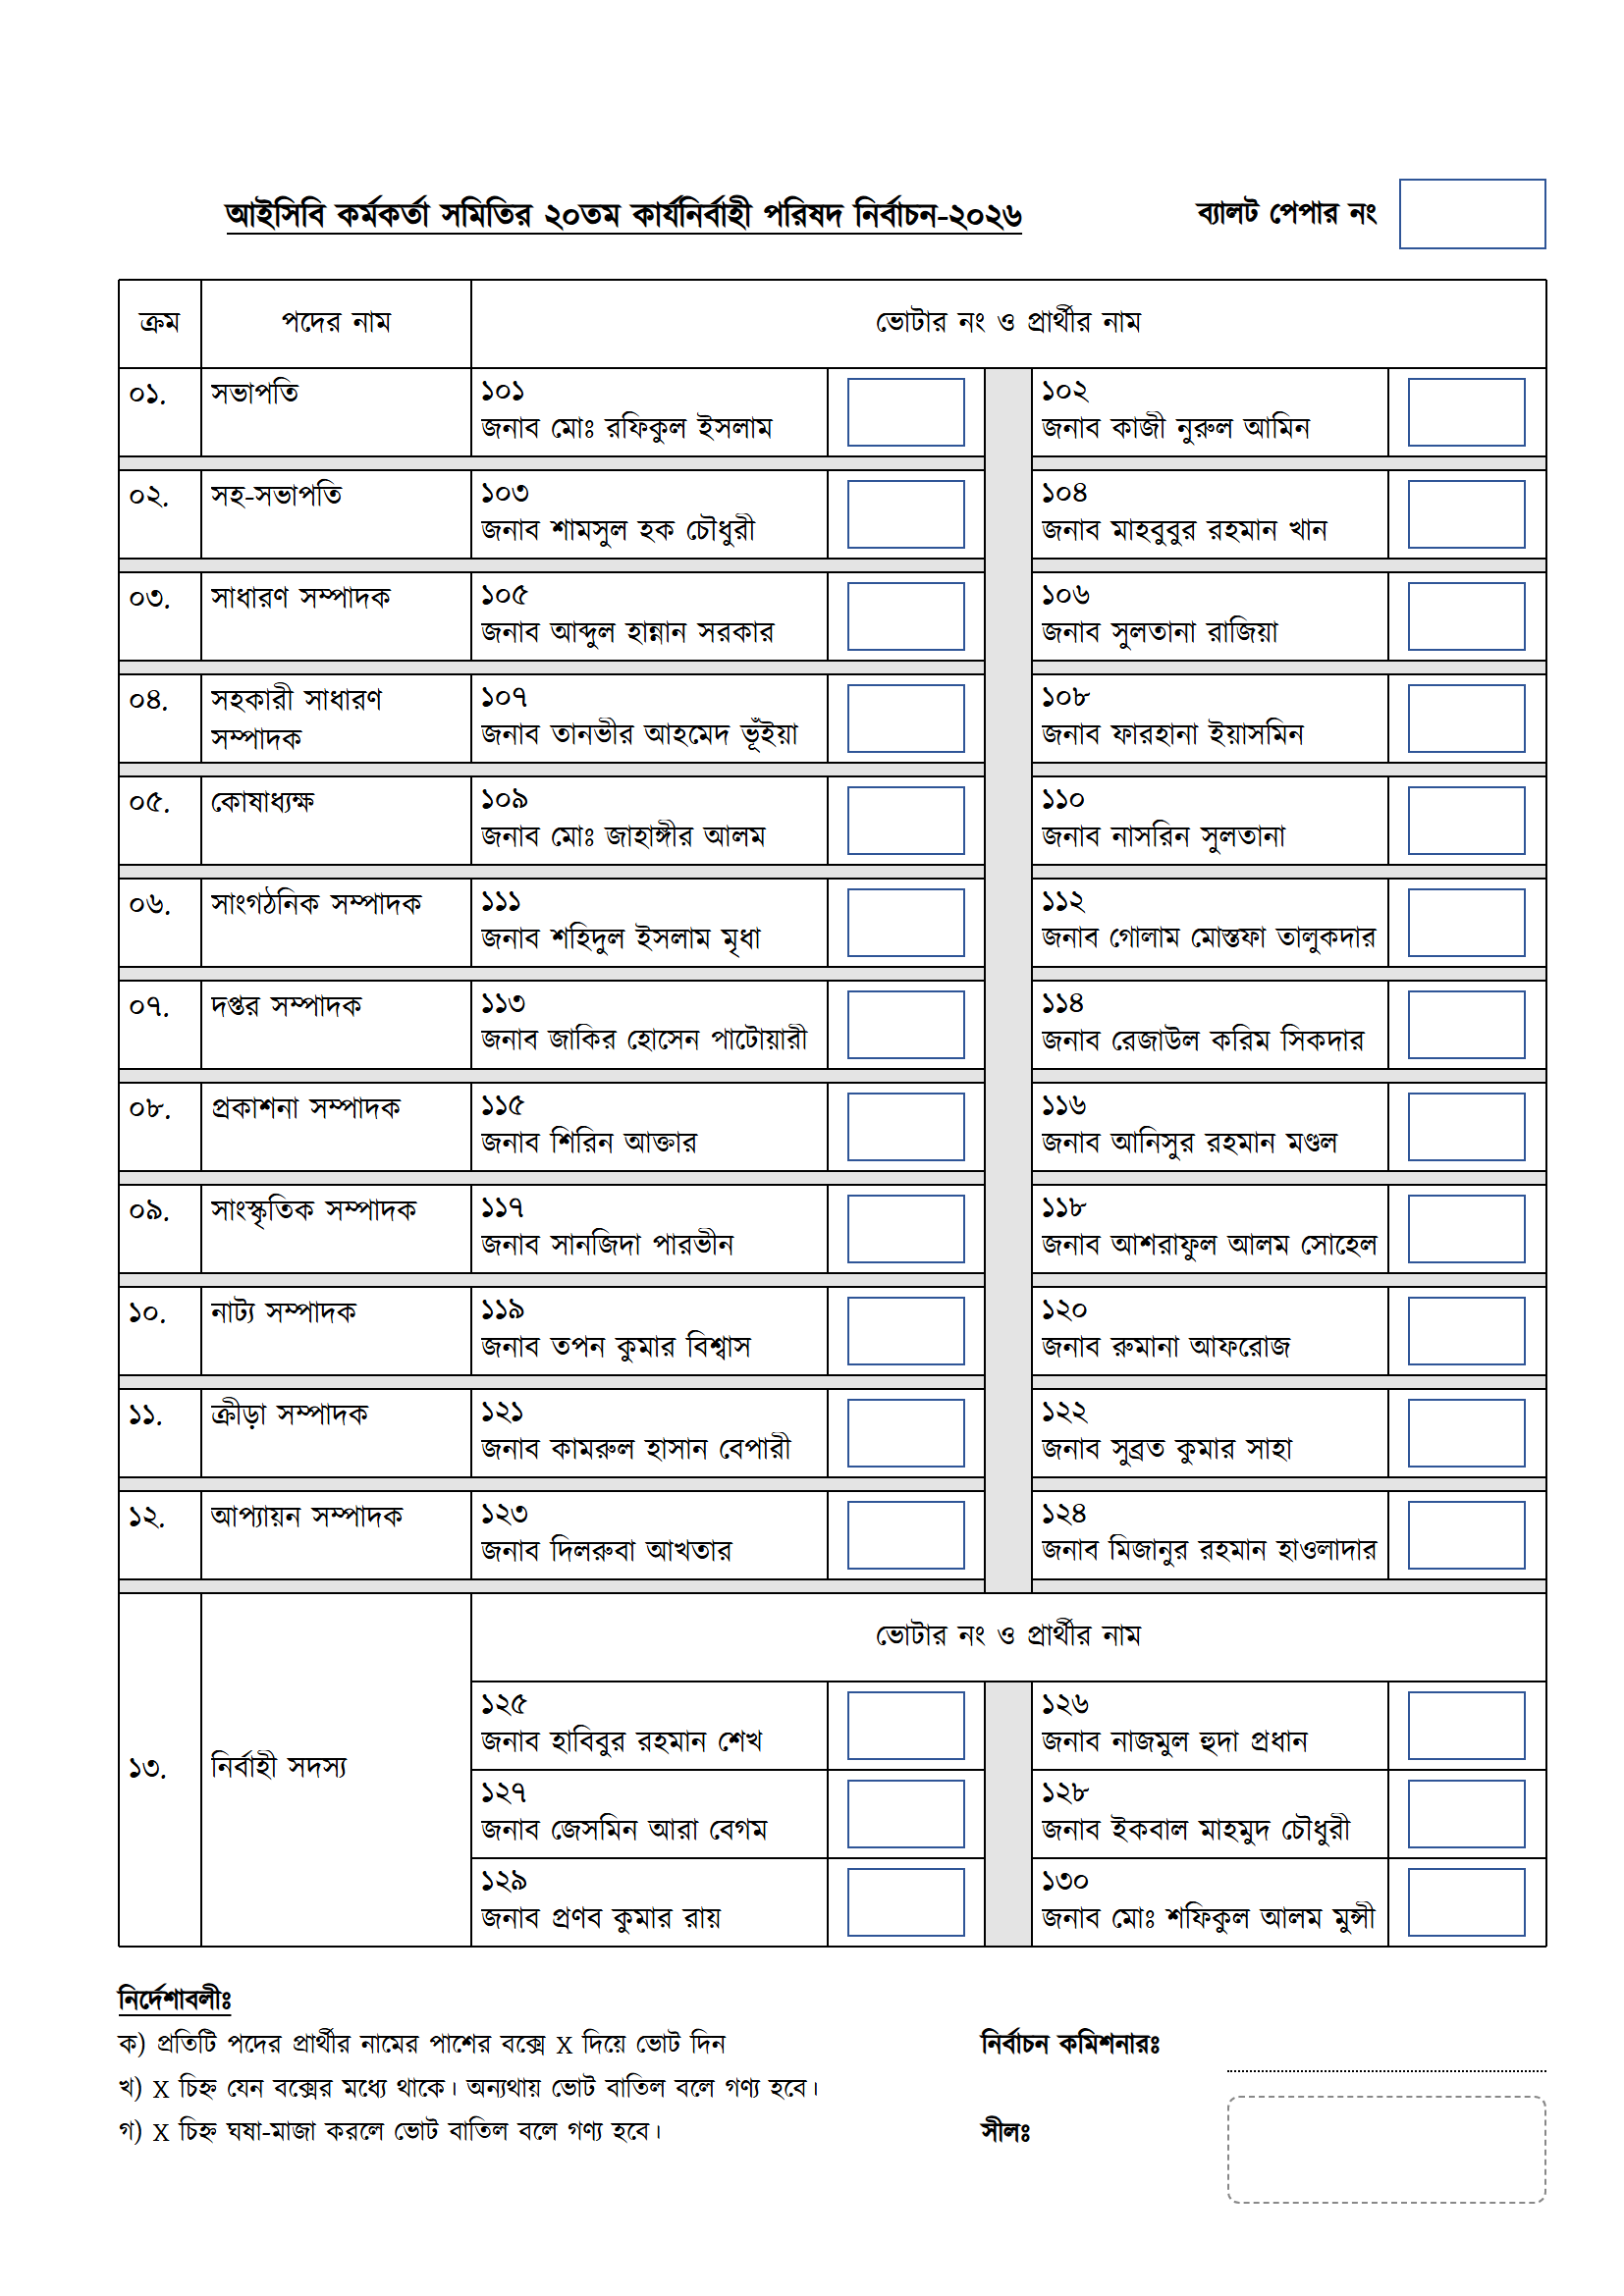 আইসিবি কর্মকর্তা সমিতির ২০তম কার্যনির্বাহী পরিষদ নির্বাচন-২০২৬
ব্যালট পেপার নং
ক্রম পদের নাম ভোটার নং ও প্রার্থীর নাম
০১. সভাপতি ১০১ ১০২
জনাব মোঃ রফিকুল ইসলাম জনাব কাজী নুরুল আমিন
০২. সহ-সভাপতি ১০৩ ১০৪
জনাব শামসুল হক চৌধুরী জনাব মাহবুবুর রহমান খান
০৩. সাধারণ সম্পাদক ১০৫ ১০৬
জনাব আব্দুল হান্নান সরকার জনাব সুলতানা রাজিয়া
০৪. সহকারী সাধারণ ১০৭ ১০৮
সম্পাদক জনাব তানভীর আহমেদ ভূঁইয়া জনাব ফারহানা ইয়াসমিন
০৫. কোষাধ্যক্ষ ১০৯ ১১০
জনাব মোঃ জাহাঙ্গীর আলম জনাব নাসরিন সুলতানা
০৬. সাংগঠনিক সম্পাদক ১১১ ১১২
জনাব শহিদুল ইসলাম মৃধা জনাব গোলাম মোস্তফা তালুকদার
০৭. দপ্তর সম্পাদক ১১৩ ১১৪
জনাব জাকির হোসেন পাটোয়ারী জনাব রেজাউল করিম সিকদার
০৮. প্রকাশনা সম্পাদক ১১৫ ১১৬
জনাব শিরিন আক্তার জনাব আনিসুর রহমান মণ্ডল
০৯. সাংস্কৃতিক সম্পাদক ১১৭ ১১৮
জনাব সানজিদা পারভীন জনাব আশরাফুল আলম সোহেল
১০. নাট্য সম্পাদক ১১৯ ১২০
জনাব তপন কুমার বিশ্বাস জনাব রুমানা আফরোজ
১১. ক্রীড়া সম্পাদক ১২১ ১২২
জনাব কামরুল হাসান বেপারী জনাব সুব্রত কুমার সাহা
১২. আপ্যায়ন সম্পাদক ১২৩ ১২৪
জনাব দিলরুবা আখতার জনাব মিজানুর রহমান হাওলাদার
ভোটার নং ও প্রার্থীর নাম
১২৫ ১২৬
জনাব হাবিবুর রহমান শেখ জনাব নাজমুল হুদা প্রধান
১৩. নির্বাহী সদস্য
১২৭ ১২৮
জনাব জেসমিন আরা বেগম জনাব ইকবাল মাহমুদ চৌধুরী
১২৯ ১৩০
জনাব প্রণব কুমার রায় জনাব মোঃ শফিকুল আলম মুন্সী
নির্দেশাবলীঃ
ক) প্রতিটি পদের প্রার্থীর নামের পাশের বক্সে X দিয়ে ভোট দিন
নির্বাচন কমিশনারঃ
খ) X চিহ্ন যেন বক্সের মধ্যে থাকে। অন্যথায় ভোট বাতিল বলে গণ্য হবে।
গ) X চিহ্ন ঘষা-মাজা করলে ভোট বাতিল বলে গণ্য হবে।
সীলঃ